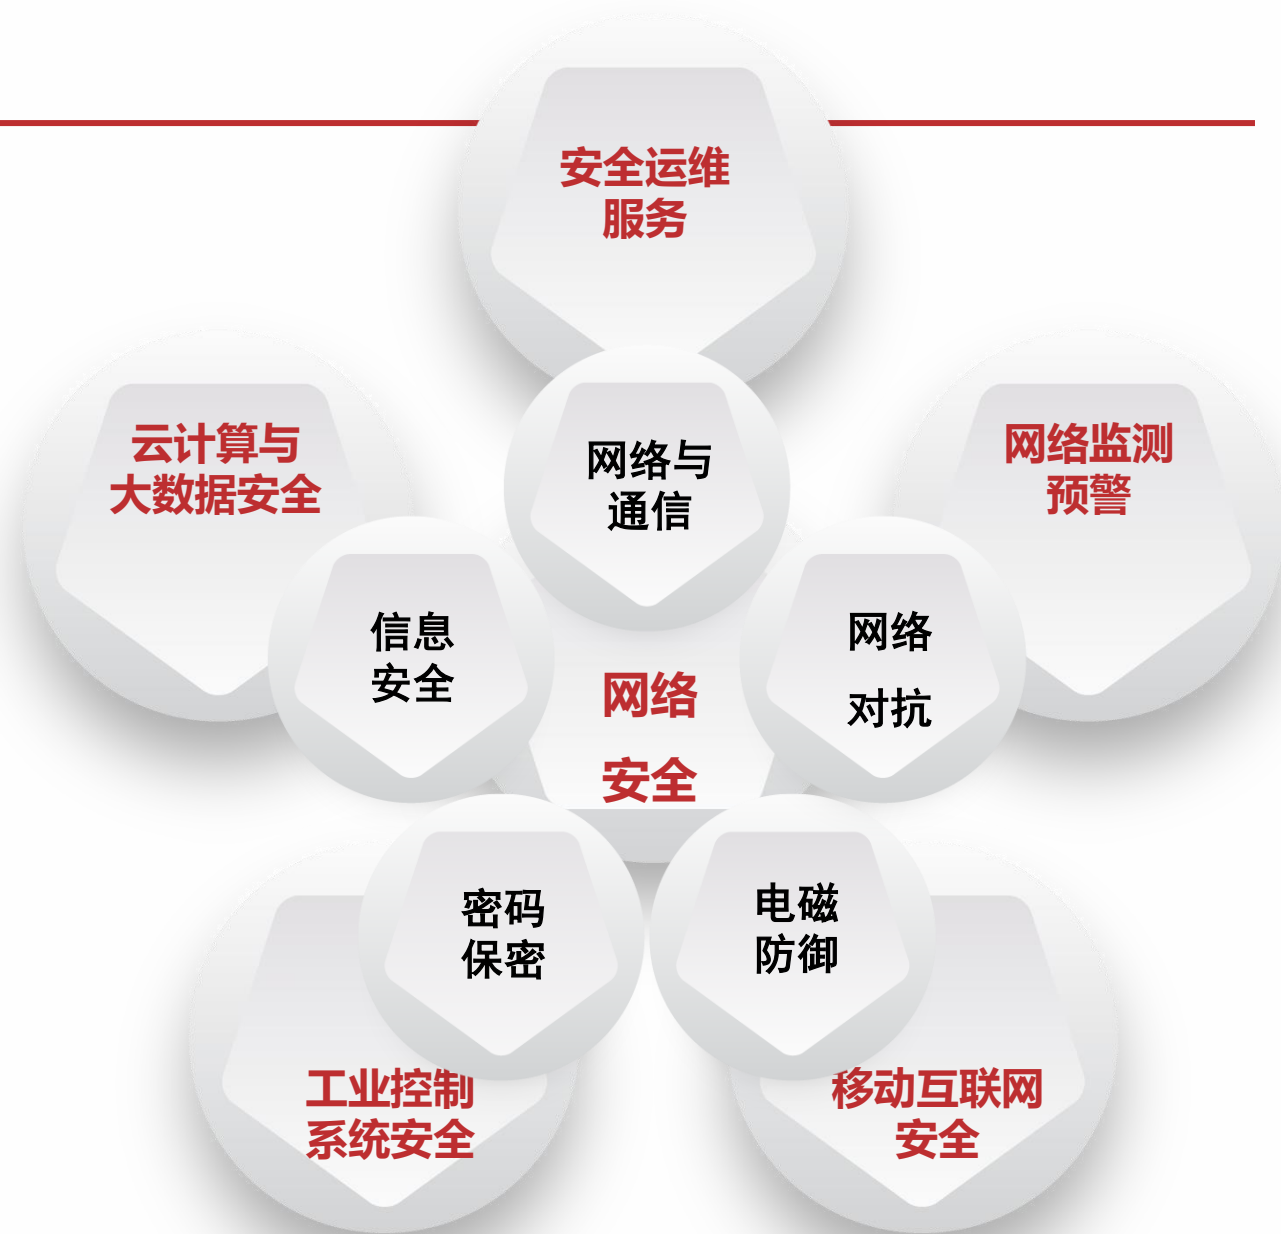 安全运维
服务
云计算与
大数据安全
网络与
通信
网络监测
预警
信息
安全
网络
安全
网络
对抗
密码
保密
电磁
防御
工业控制
系统安全
移动互联网
安全